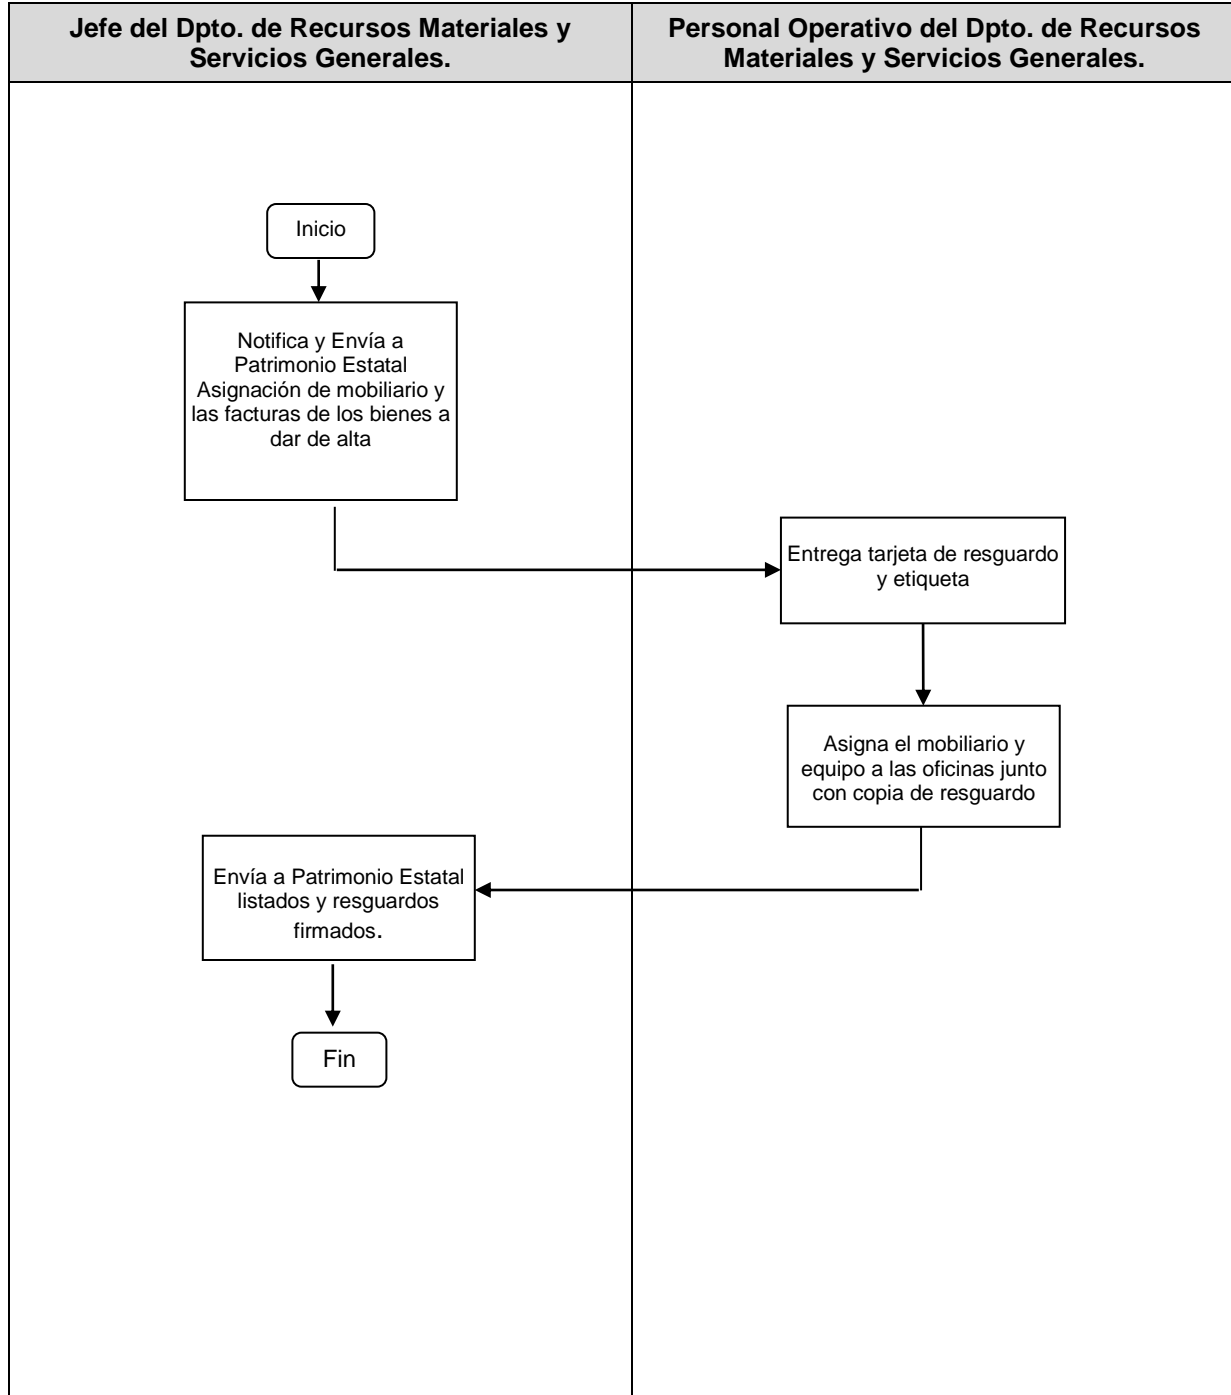 Jefe del Dpto. de Recursos Materiales y
Servicios Generales.
Personal Operativo del Dpto. de Recursos
Materiales y Servicios Generales.
Inicio
Notifica y Envía a
Patrimonio Estatal
Asignación de mobiliario y
las facturas de los bienes a
dar de alta
Entrega tarjeta de resguardo
y etiqueta
Asigna el mobiliario y
equipo a las oficinas junto
con copia de resguardo
Envía a Patrimonio Estatal
listados y resguardos
firmados.
Fin